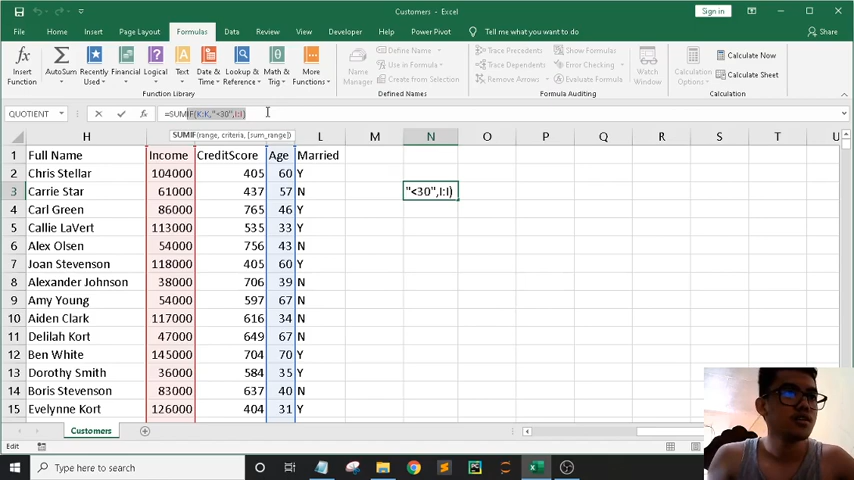 Customers - Excel
Sign in
File Home Insert Page Layout Formulas Data Review View Developer Help Power Pivot Tell me what you want to do Share
Insert Function
AutoSum
Recently Used
Financial
Logical
Text
Date & Time
Lookup & Reference
Math & Trig
More Functions
Function Library
Name Manager
Define Name
Use in Formula
Create from Selection
Defined Names
Trace Precedents
Trace Dependents
Remove Arrows
Show Formulas
Error Checking
Formula Auditing
Watch Window
Calculation Options
Calculate Now
Calculate Sheet
Calculation
QUOTIENT =SUMIF(K:K,"<30",I:I)
SUMIF(range, criteria, [sum_range])
H L M N O P Q R S T U
1 Full Name Income CreditScore Age Married
2 Chris Stellar 104000 405 60 Y
3 Carrie Star 61000 437 57 N "<30",I:I)
4 Carl Green 86000 765 46 Y
5 Callie LaVert 113000 535 33 Y
6 Alex Olsen 54000 756 43 N
7 Joan Stevenson 118000 405 60 Y
8 Alexander Johnson 38000 706 39 N
9 Amy Young 54000 597 67 N
10 Aiden Clark 117000 616 34 N
11 Delilah Kort 47000 649 67 N
12 Ben White 145000 704 70 Y
13 Dorothy Smith 36000 584 35 Y
14 Boris Stevenson 83000 637 40 N
15 Evelynne Kort 126000 404 31 Y
Customers
Edit
Type here to search